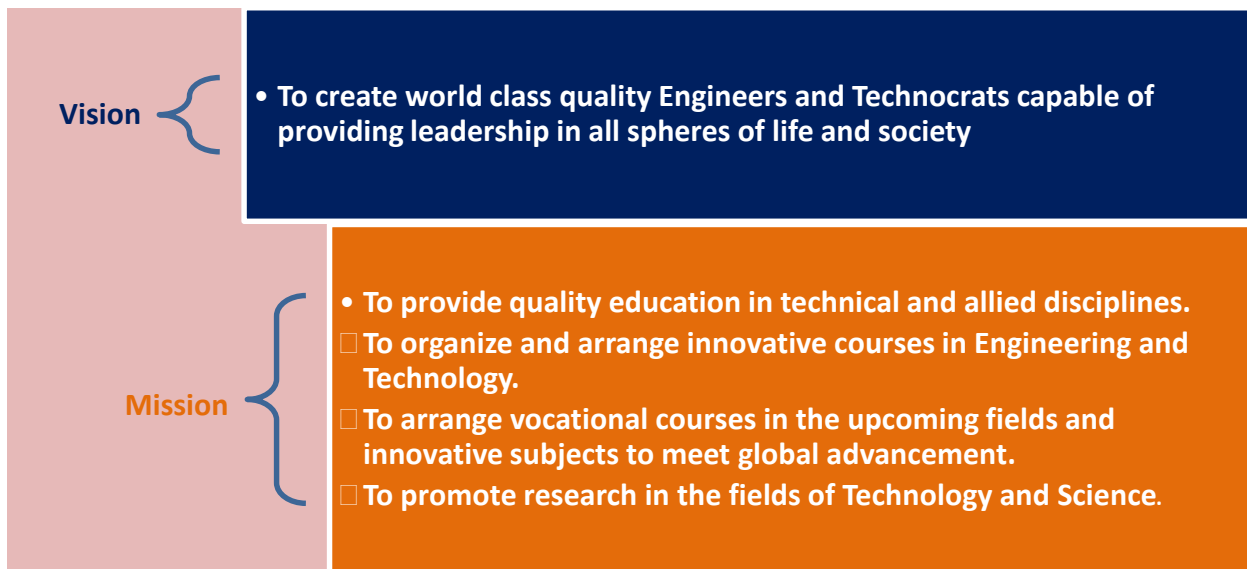 Vision
• To create world class quality Engineers and Technocrats capable of
providing leadership in all spheres of life and society
Mission
• To provide quality education in technical and allied disciplines.
□ To organize and arrange innovative courses in Engineering and
Technology.
□ To arrange vocational courses in the upcoming fields and
innovative subjects to meet global advancement.
□ To promote research in the fields of Technology and Science.